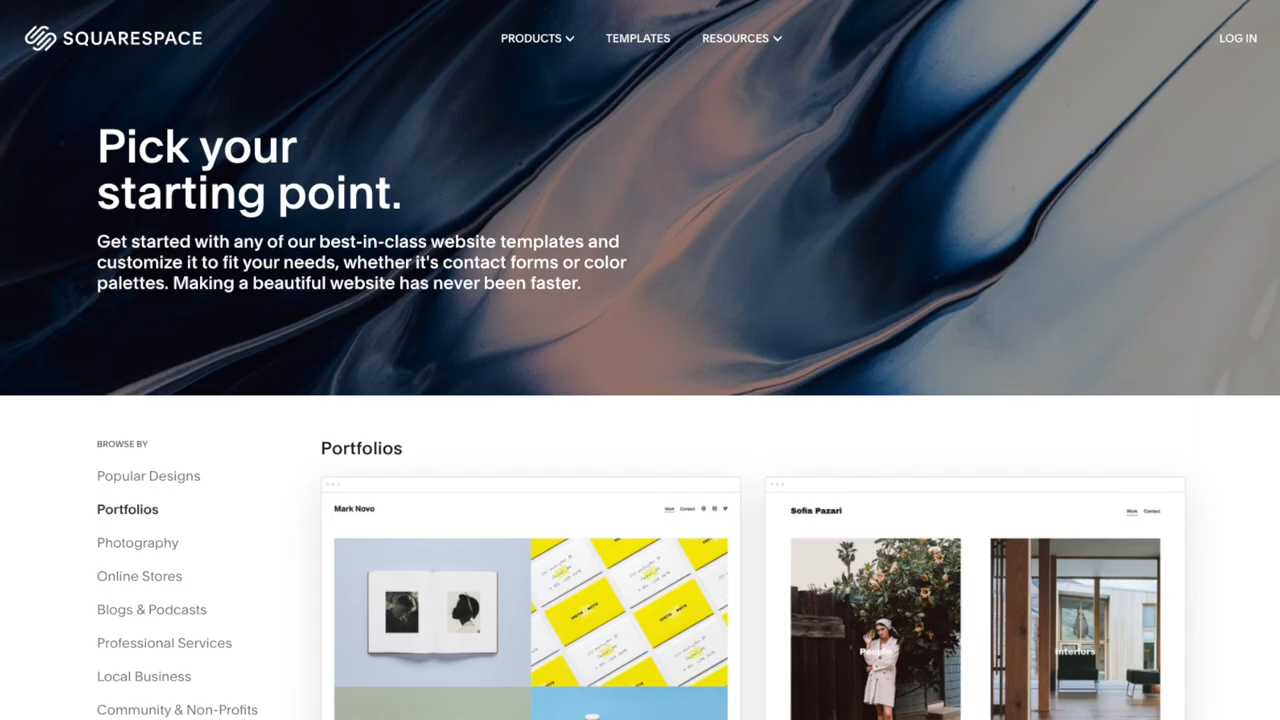 SQUARESPACE
PRODUCTS
TEMPLATES
RESOURCES
LOG IN
Pick your
starting point.
Get started with any of our best-in-class website templates and
customize it to fit your needs, whether it's contact forms or color
palettes. Making a beautiful website has never been faster.
BROWSE BY
Popular Designs
Portfolios
Photography
Online Stores
Blogs & Podcasts
Professional Services
Local Business
Community & Non-Profits
Portfolios
Mark Novo
Work Contact
Sofia Pazari
Work Contact
People
Interiors